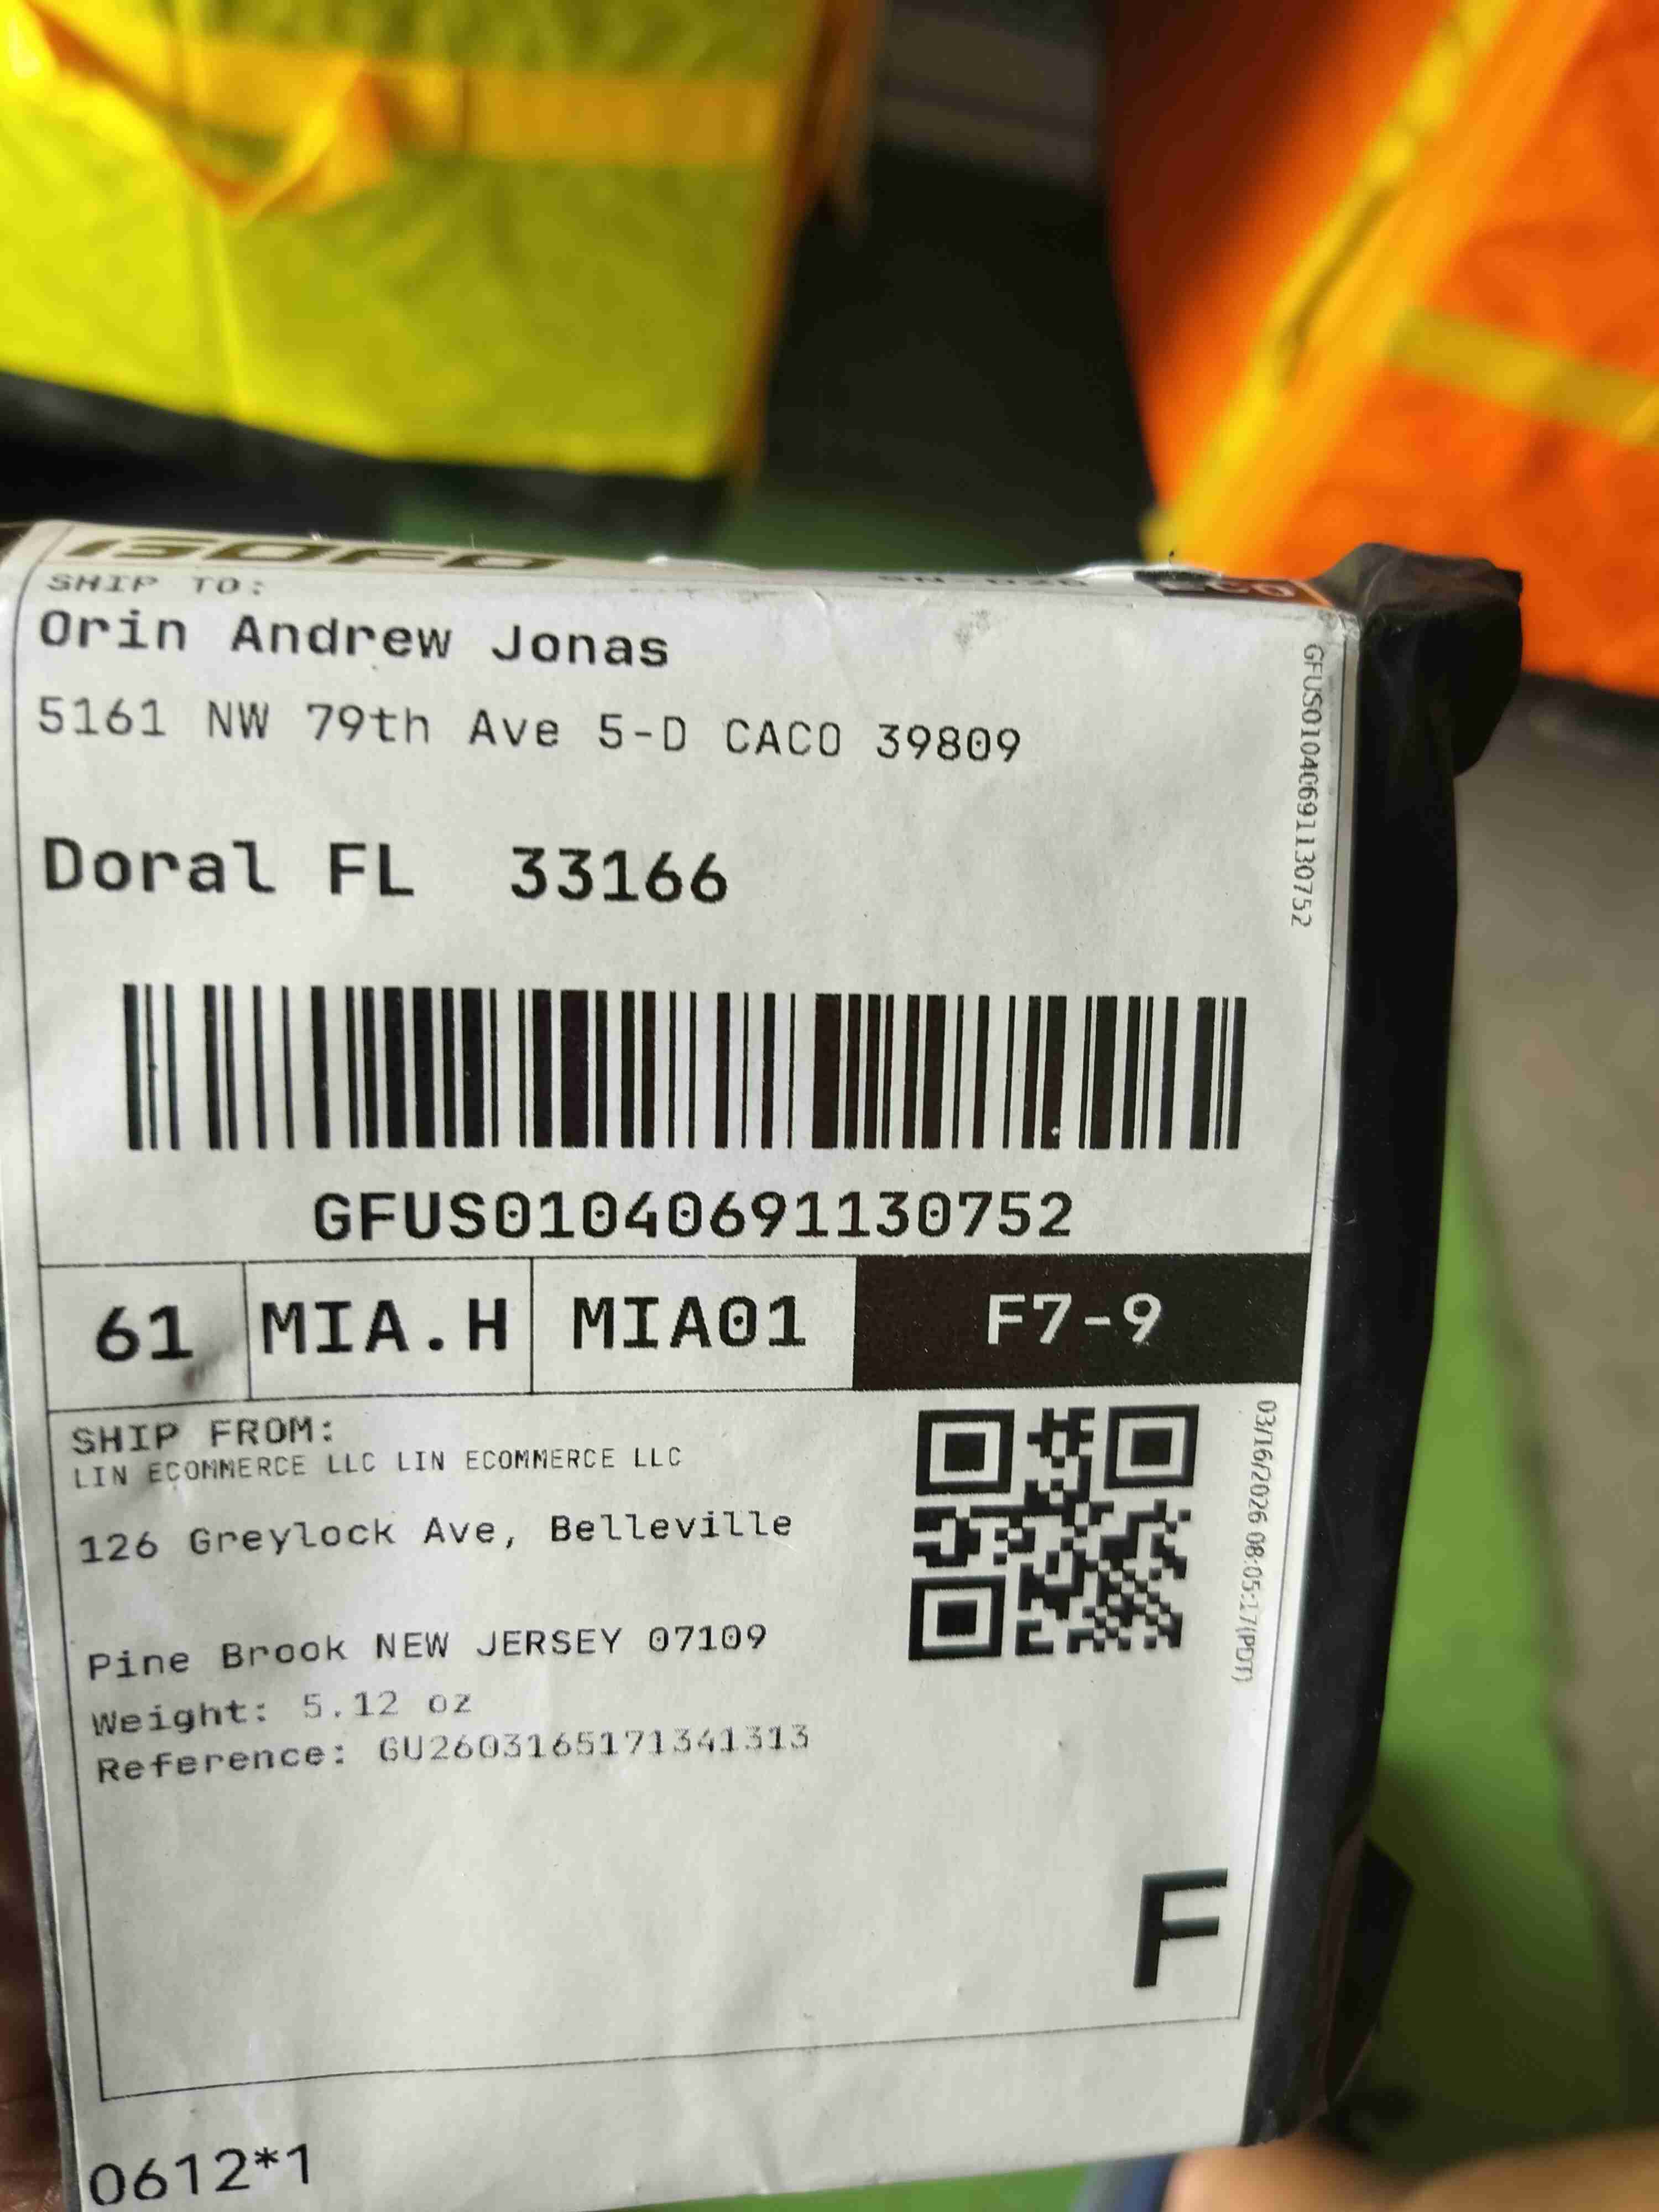 GOFO
SHIP TO:
Orin Andrew Jonas
5161 NW 79th Ave 5-D CACO 39809
Doral FL 33166
GFUS01040691130752
GFUS01040691130752
61 MIA.H MIA01 F7-9
SHIP FROM:
LIN ECOMMERCE LLC LIN ECOMMERCE LLC
126 Greylock Ave, Belleville
Pine Brook NEW JERSEY 07109
Weight: 5.12 oz
Reference: GU2603165171341313
03/16/2026 08:05:17(PDT)
F
0612*1